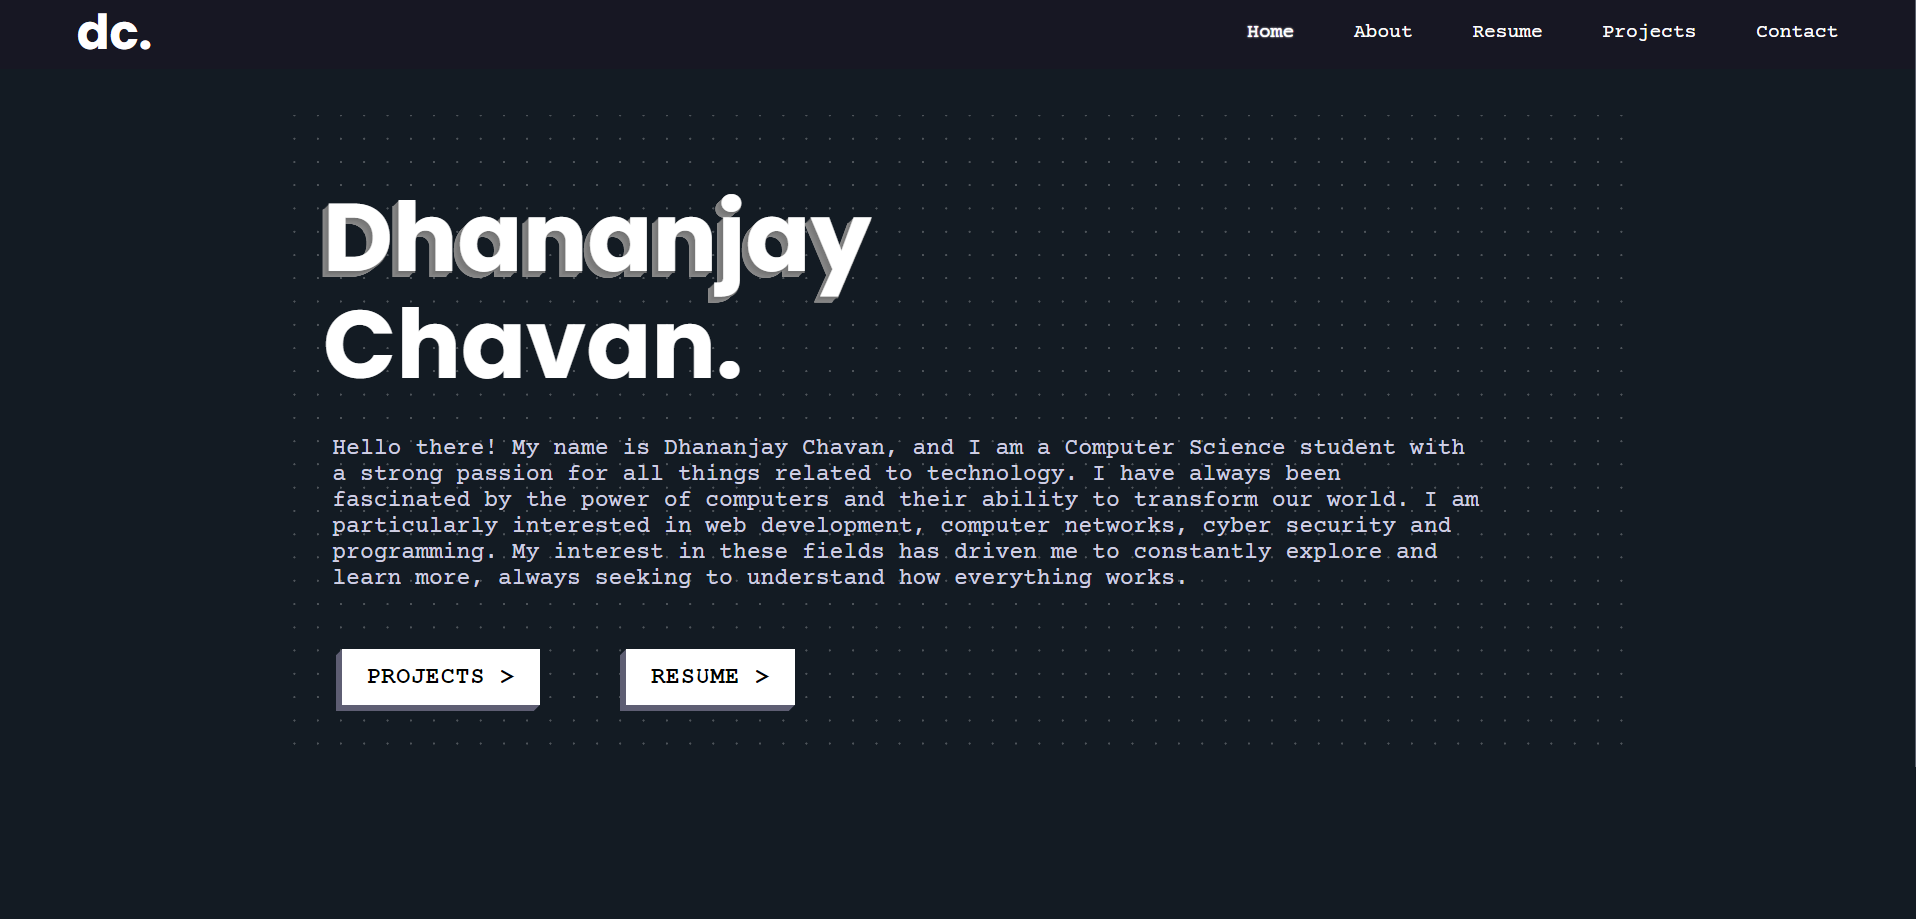 dc.
Home About Resume Projects Contact
Dhananjay
Chavan.
Hello there! My name is Dhananjay Chavan, and I am a Computer Science student with
a strong passion for all things related to technology. I have always been
fascinated by the power of computers and their ability to transform our world. I am
particularly interested in web development, computer networks, cyber security and
programming. My interest in these fields has driven me to constantly explore and
learn more, always seeking to understand how everything works.
PROJECTS > RESUME >